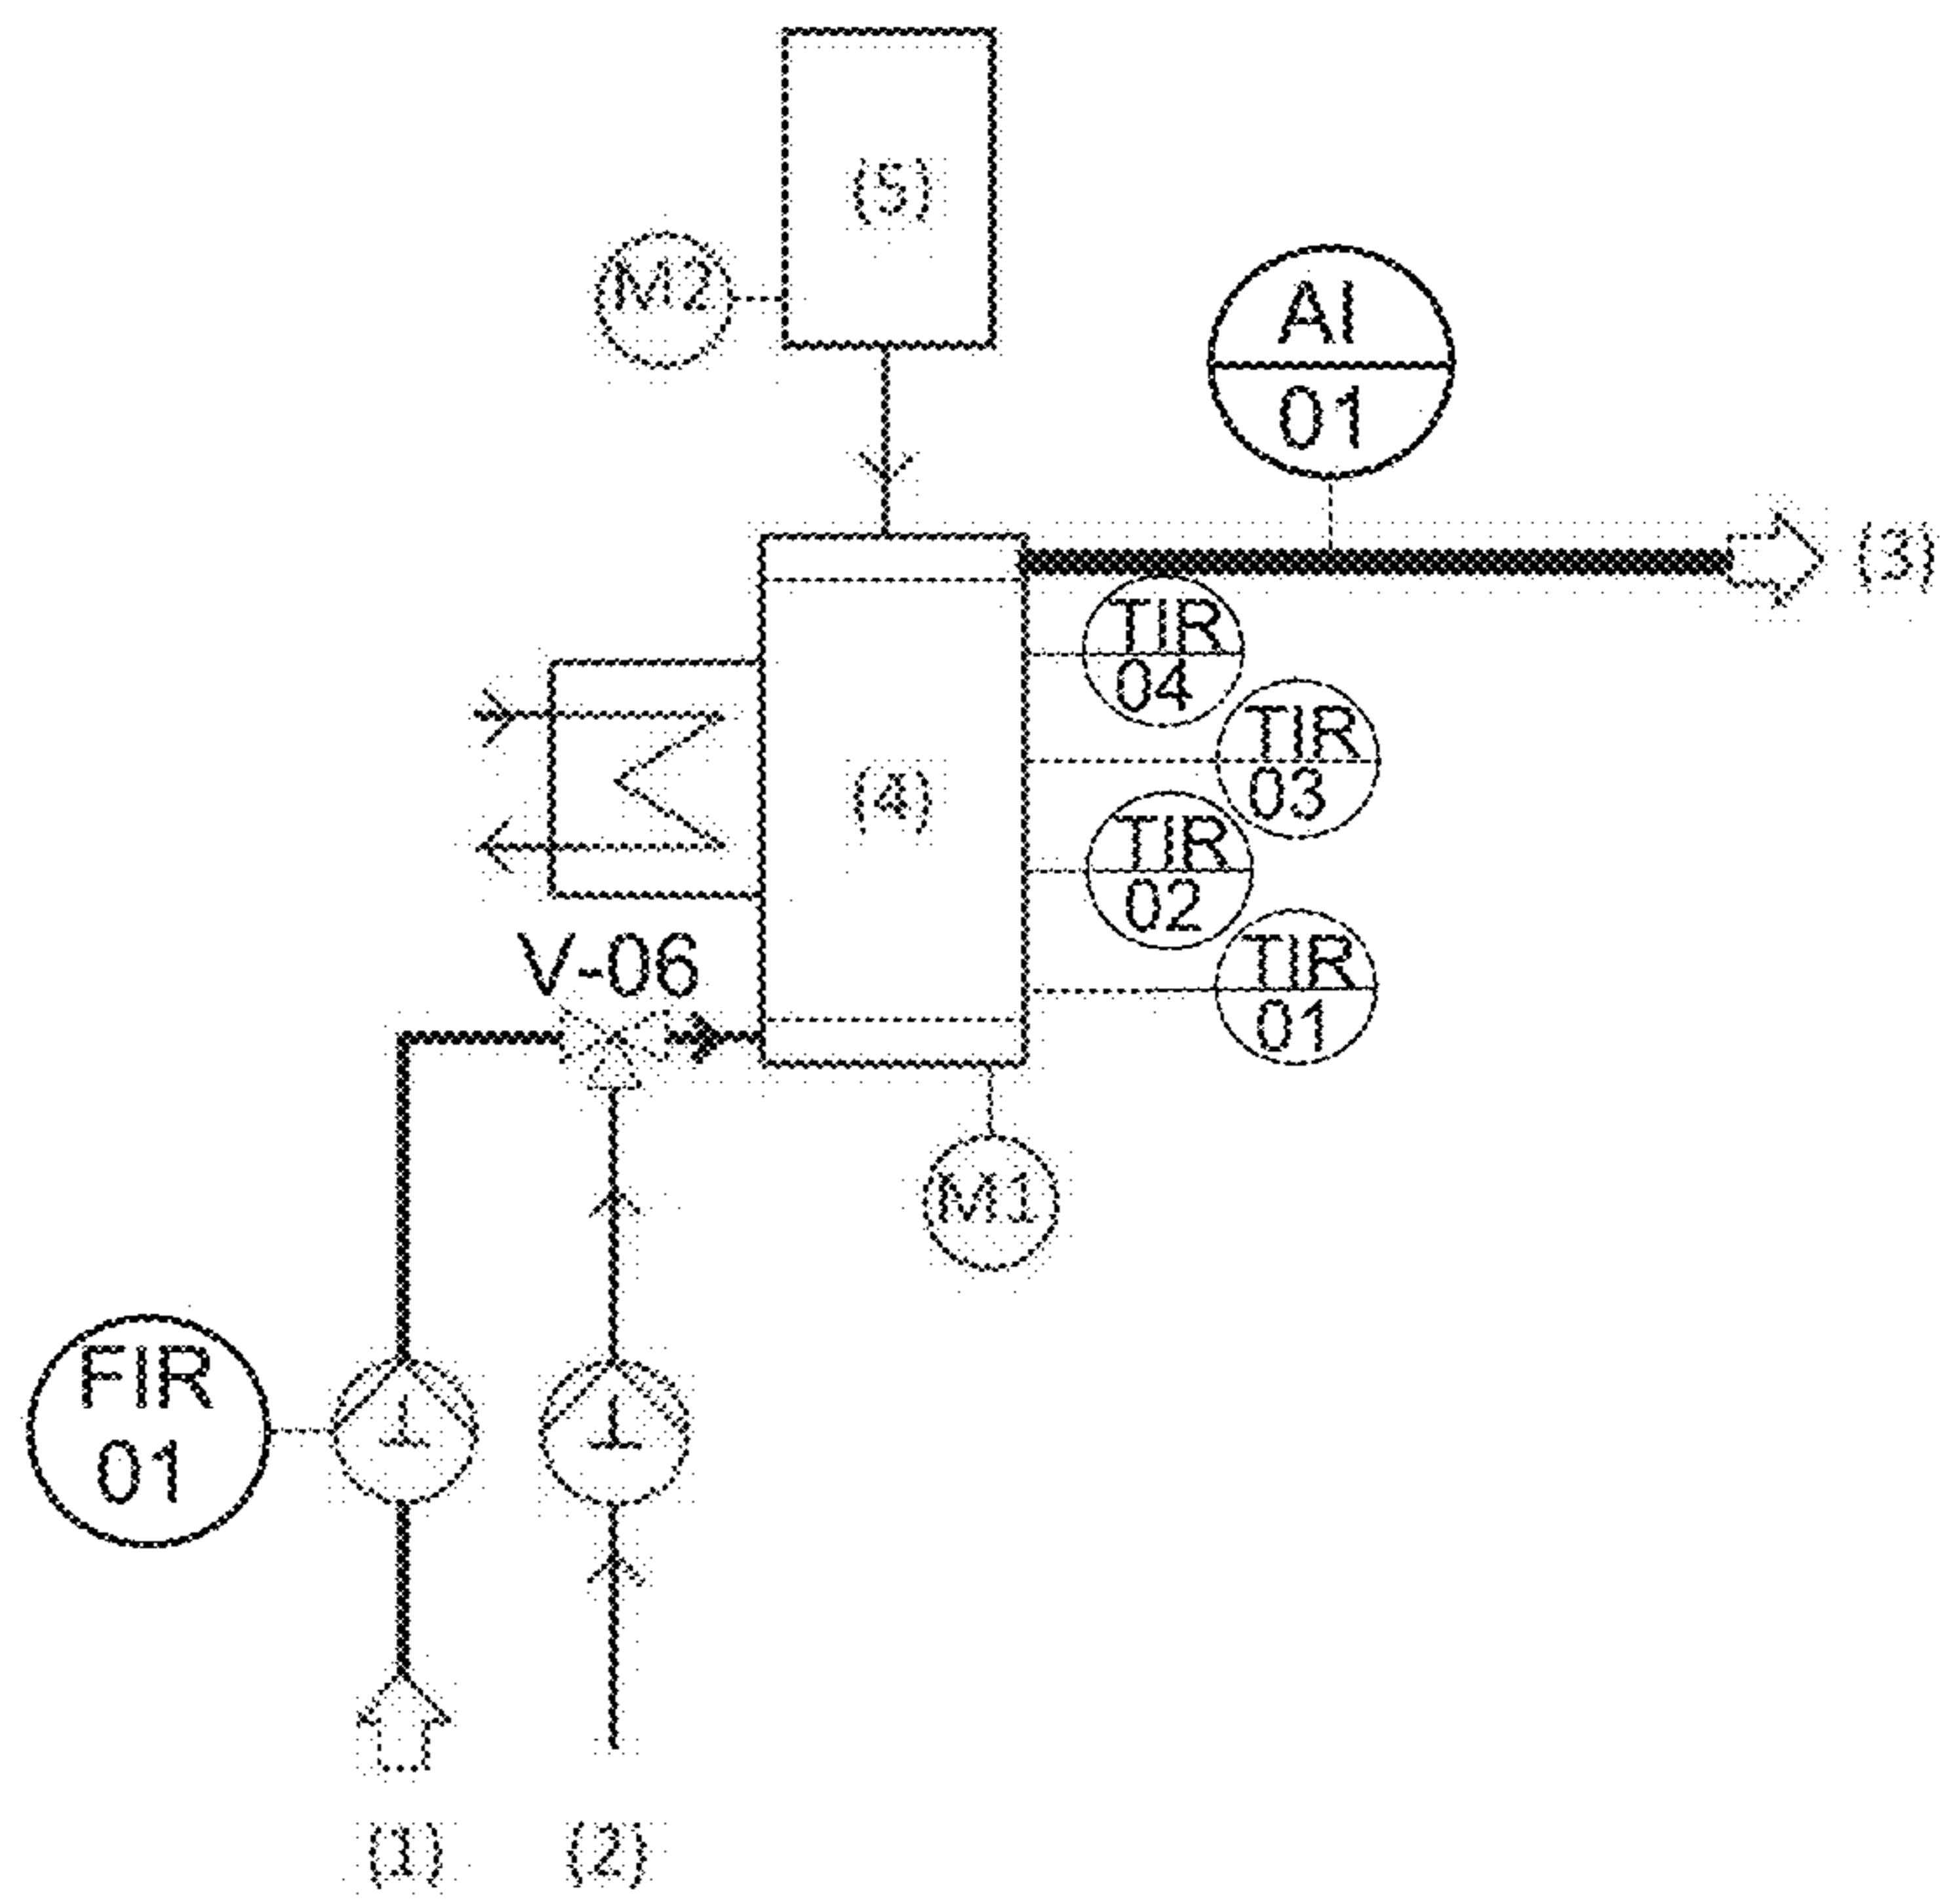 (5)
M2
AI
01
(3)
TIR
04
TIR
03
(4)
TIR
02
V-06
TIR
01
M1
FIR
01
(1)
(2)